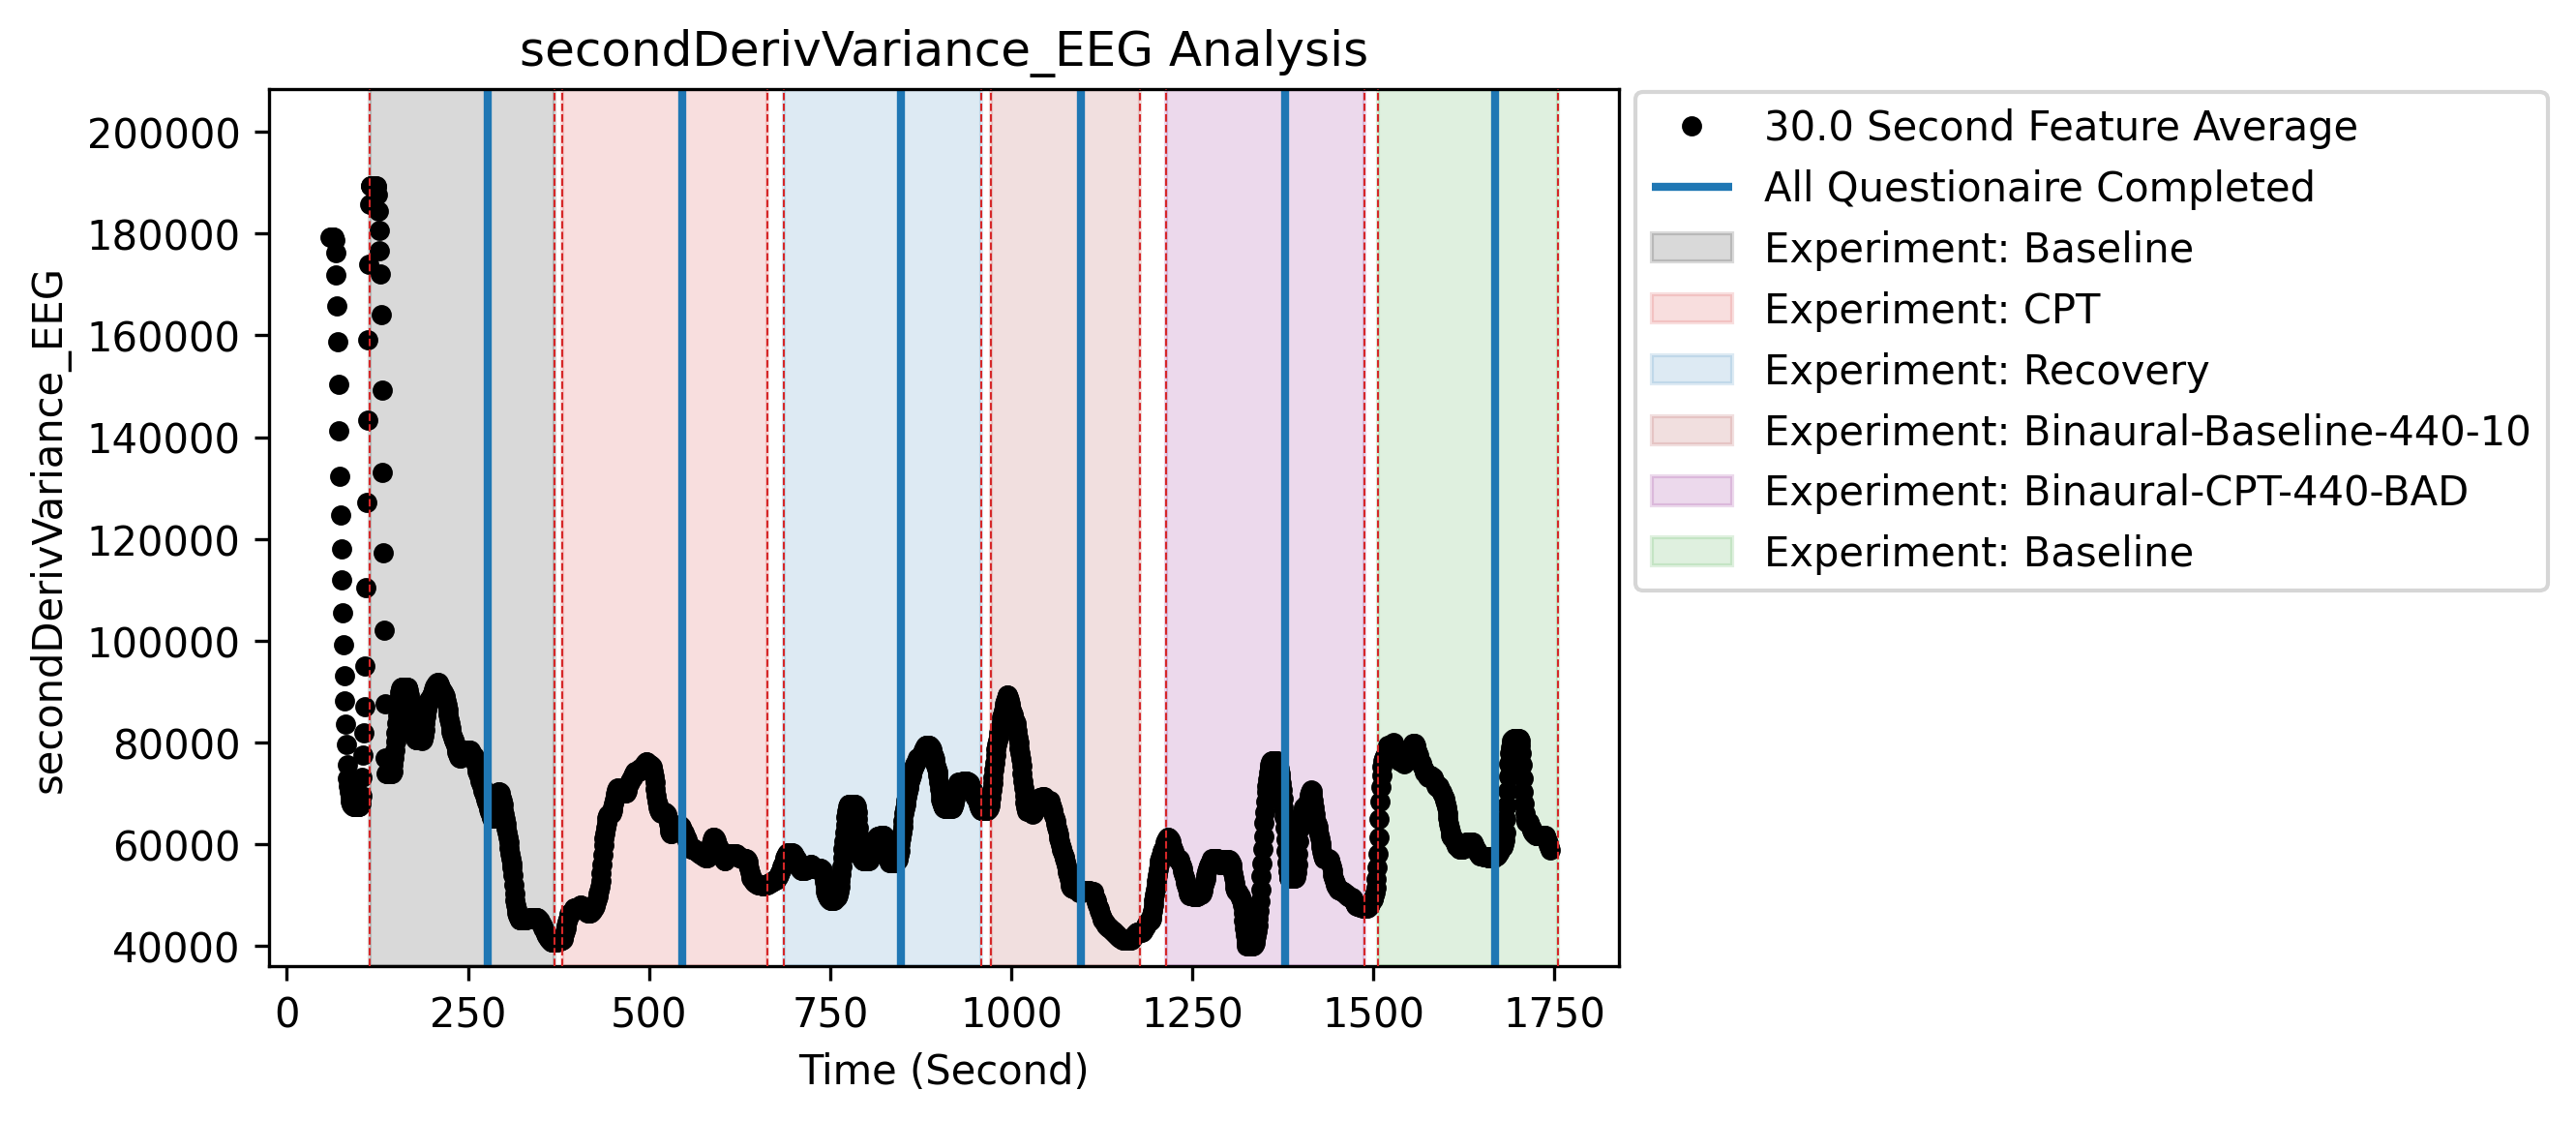 secondDerivVariance_EEG Analysis
secondDerivVariance_EEG
200000
180000
160000
140000
120000
100000
80000
60000
40000
0
250
500
750
1000
1250
1500
1750
Time (Second)
30.0 Second Feature Average
All Questionaire Completed
Experiment: Baseline
Experiment: CPT
Experiment: Recovery
Experiment: Binaural-Baseline-440-10
Experiment: Binaural-CPT-440-BAD
Experiment: Baseline